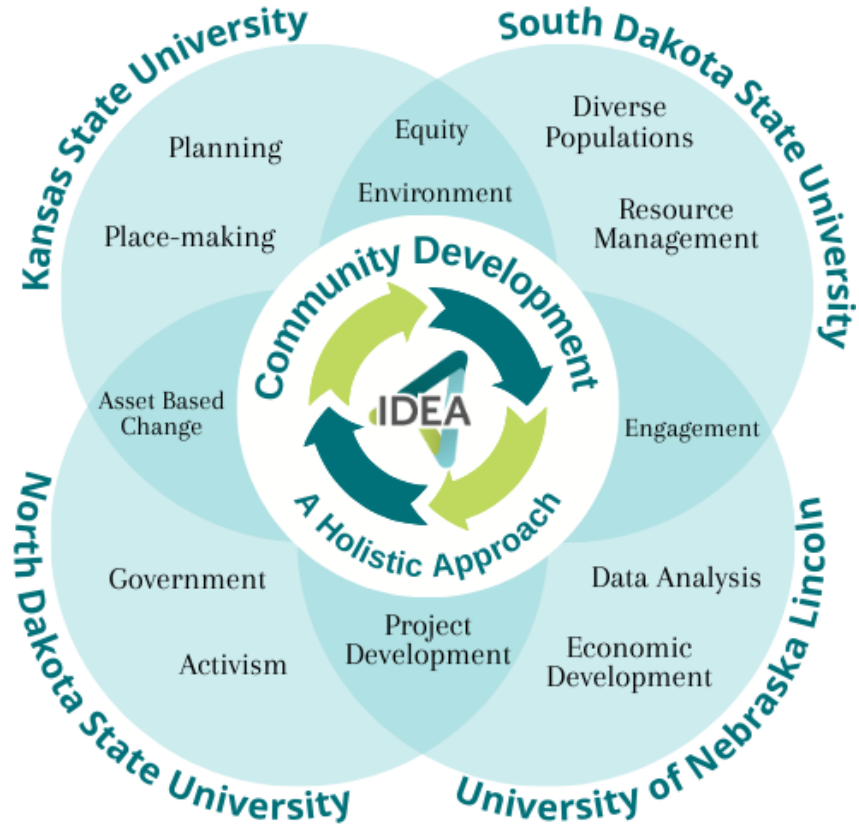 Kansas State University
South Dakota State University
Planning
Place-making
Equity
Environment
Diverse
Populations
Resource
Management
Community Development
IDEA
A Holistic Approach
Asset Based
Change
Engagement
North Dakota State University
Government
Activism
Project
Development
Data Analysis
Economic
Development
University of Nebraska Lincoln